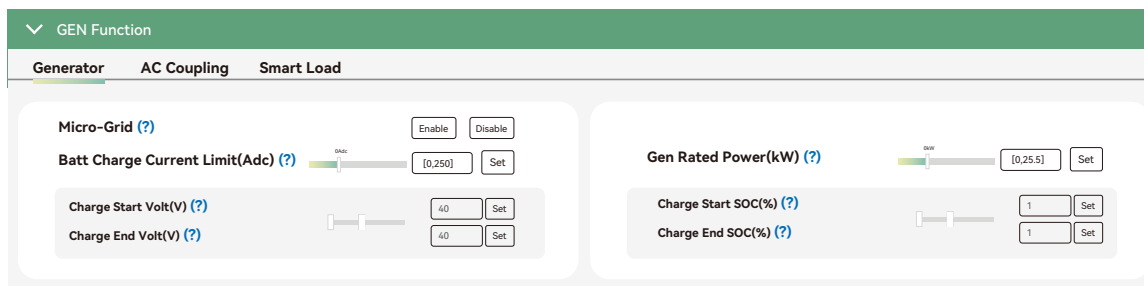 GEN Function
Generator AC Coupling Smart Load
Micro-Grid (?) Enable Disable
Batt Charge Current Limit(Adc) (?) 0Adc [0,250] Set
Charge Start Volt(V) (?) 40 Set
Charge End Volt(V) (?) 40 Set
Gen Rated Power(kW) (?) 0kW [0,25.5] Set
Charge Start SOC(%) (?) 1 Set
Charge End SOC(%) (?) 1 Set